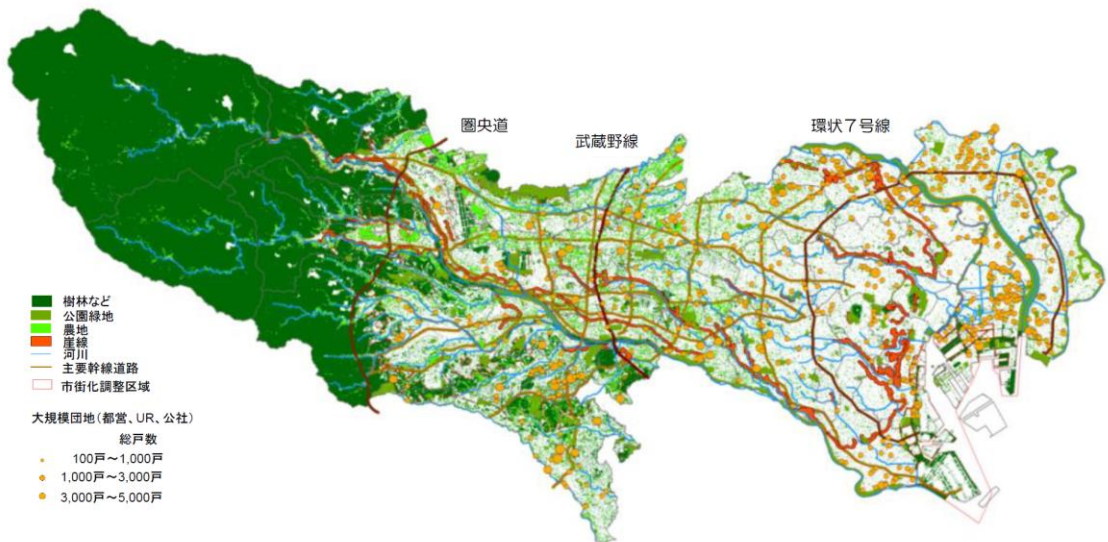 圏央道
武蔵野線
環状7号線
樹林など
公園緑地
農地
崖線
河川
主要幹線道路
市街化調整区域
大規模団地(都営、UR、公社)
総戸数
100戸～1,000戸
1,000戸～3,000戸
3,000戸～5,000戸